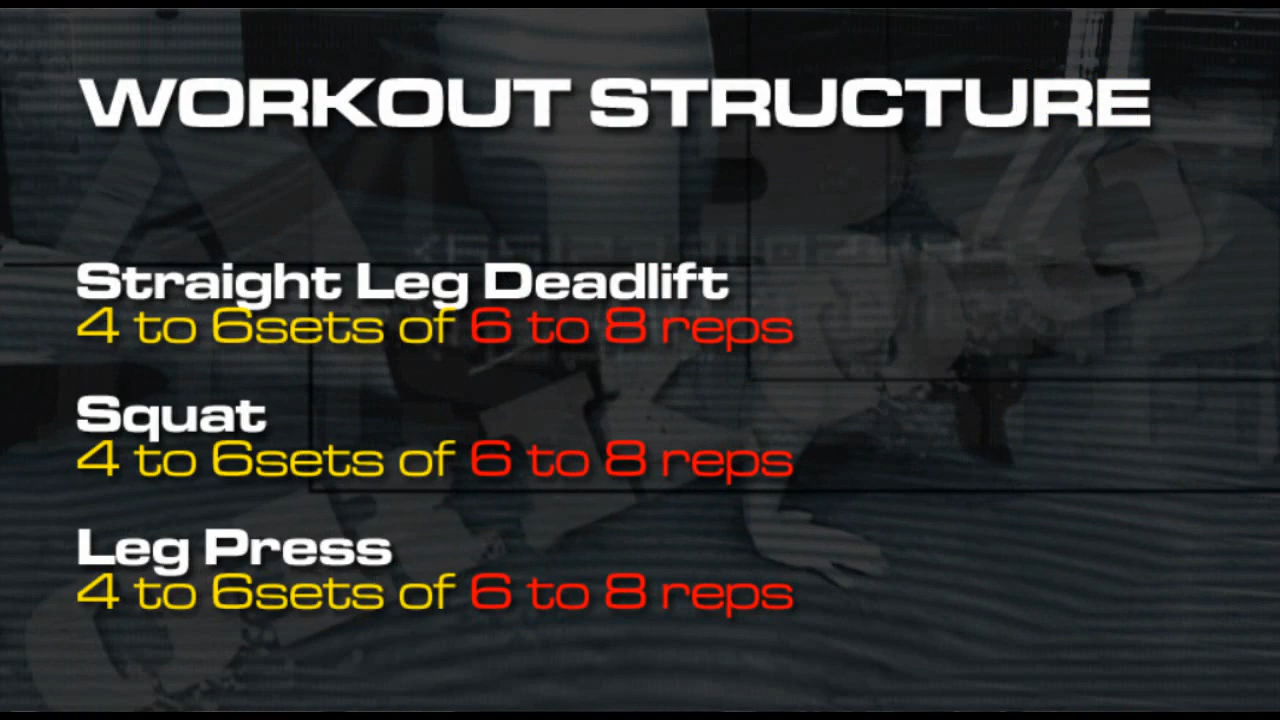 WORKOUT STRUCTURE
Straight Leg Deadlift
4 to 6sets of 6 to 8 reps
Squat
4 to 6sets of 6 to 8 reps
Leg Press
4 to 6sets of 6 to 8 reps